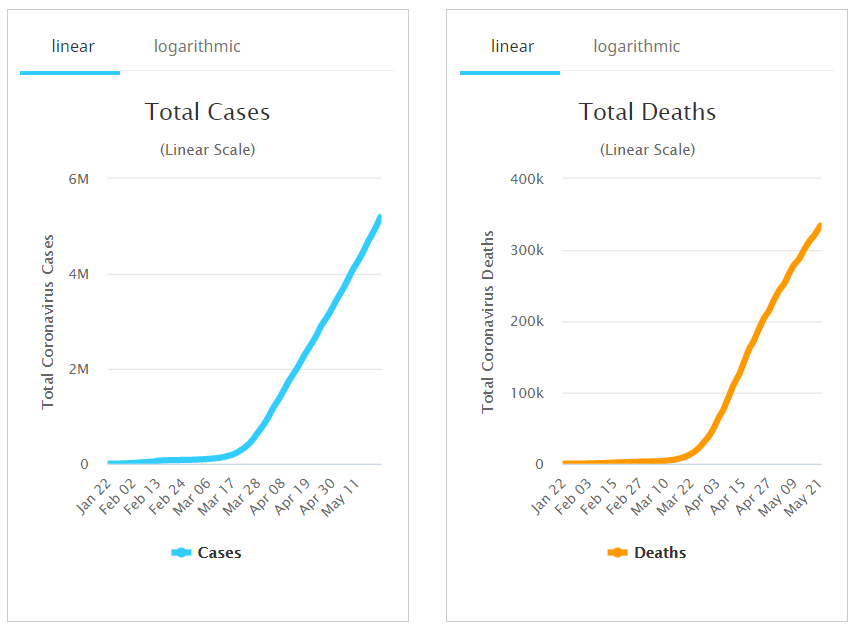 linear logarithmic
Total Cases
(Linear Scale)
Total Coronavirus Cases
6M
4M
2M
0
Jan 22 Feb 02 Feb 13 Feb 24 Mar 06 Mar 17 Mar 28 Apr 08 Apr 19 Apr 30 May 11
Cases
linear logarithmic
Total Deaths
(Linear Scale)
Total Coronavirus Deaths
400k
300k
200k
100k
0
Jan 22 Feb 03 Feb 15 Feb 27 Mar 10 Mar 22 Apr 03 Apr 15 Apr 27 May 09 May 21
Deaths